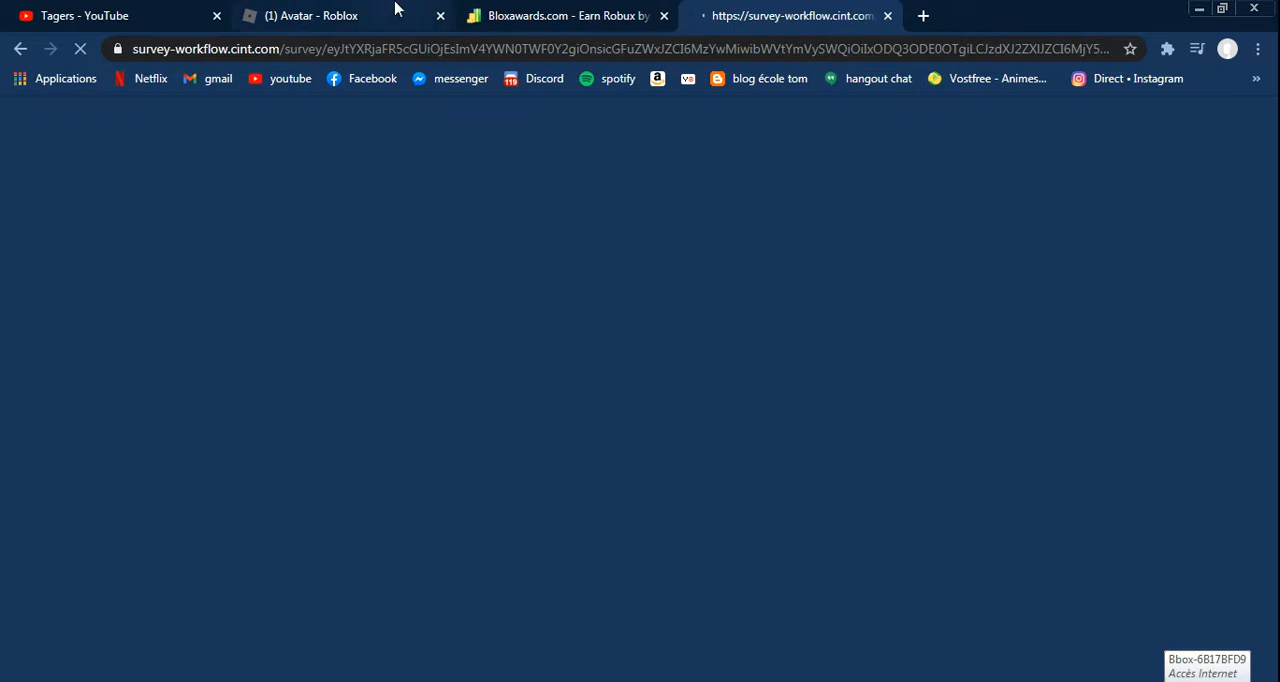 Tagers - YouTube
(1) Avatar - Roblox
Bloxawards.com - Earn Robux by
https://survey-workflow.cint.com
survey-workflow.cint.com/survey/eyJtYXRjaFR5cGUiOjEsImV4YWN0TWF0Y2giOnsicGFuZWxJZCI6MzYwMiwibWVtYmVySWQiOiIxODQ3ODE0OTgiLCJzdXJ2ZXlJZCI6MjY5...
Applications
Netflix
gmail
youtube
Facebook
messenger
119
Discord
spotify
a
VS
blog école tom
hangout chat
Vostfree - Animes...
Direct • Instagram
»
Bbox-6B17BFD9
Accès Internet